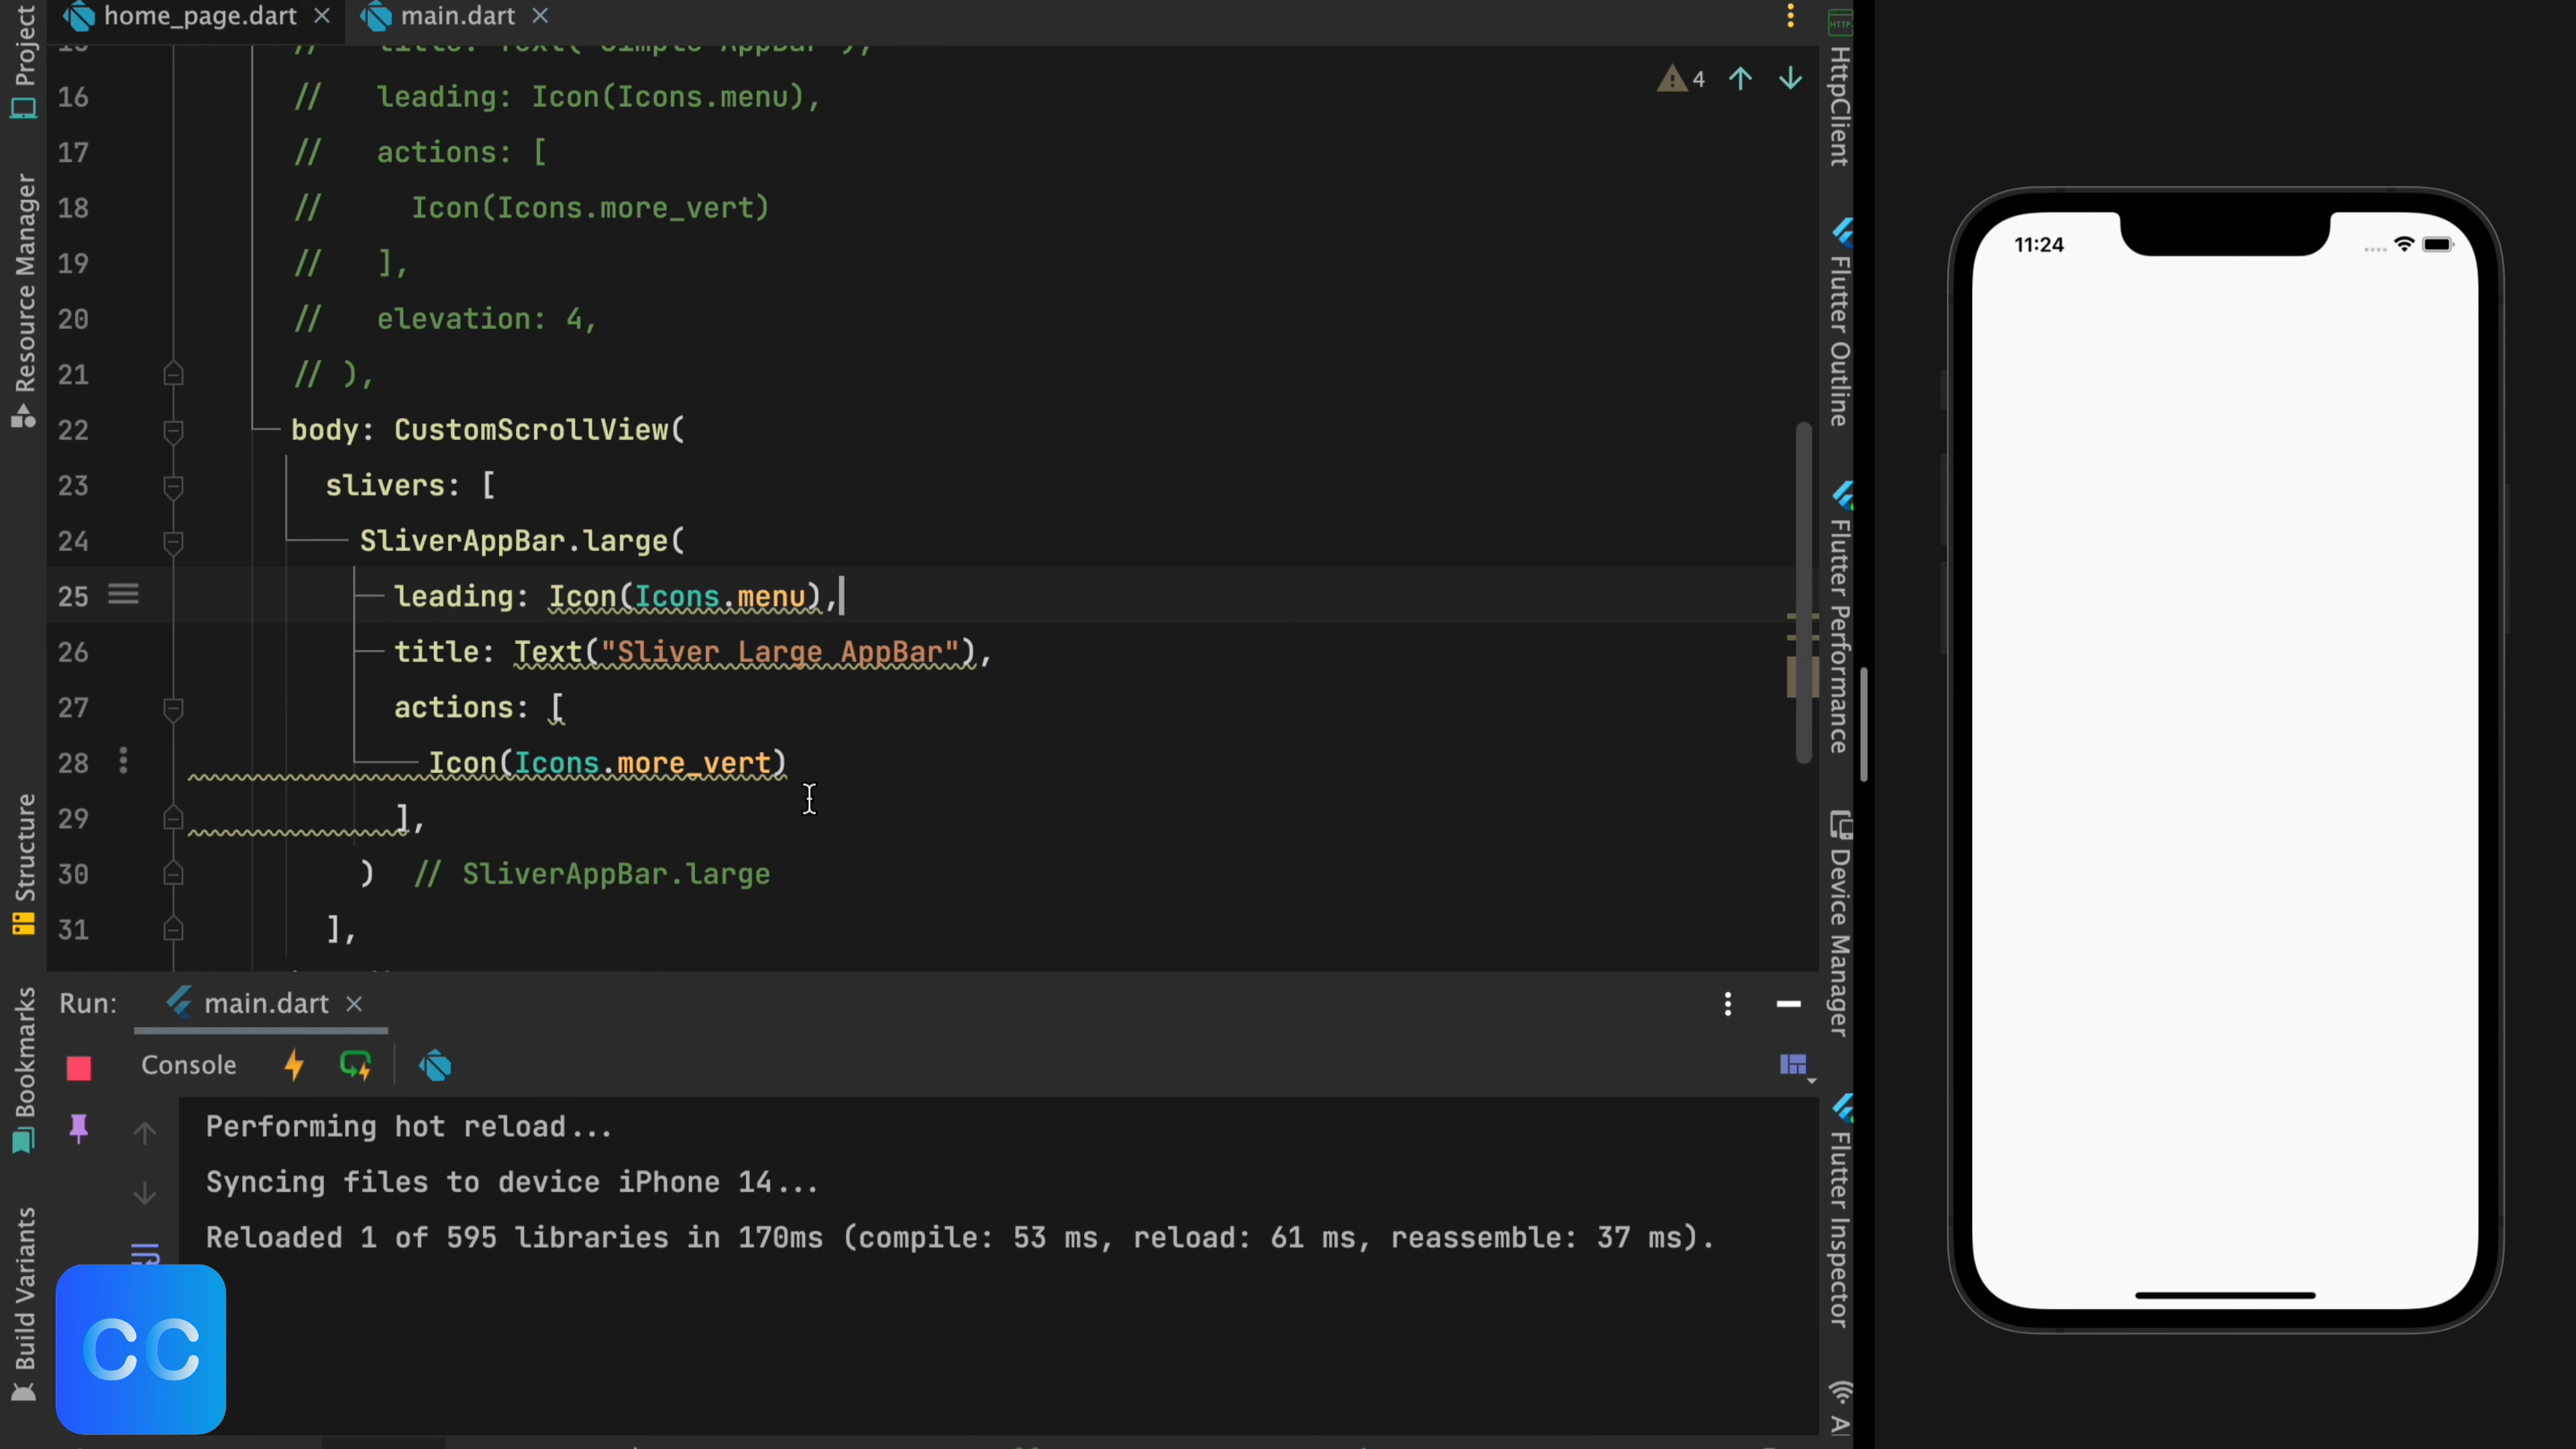 home_page.dart
main.dart
//   title: Text("Simple AppBar"),
16 //   leading: Icon(Icons.menu),
17 //   actions: [
18 //     Icon(Icons.more_vert)
19 //   ],
20 //   elevation: 4,
21 // ),
22 body: CustomScrollView(
23 slivers: [
24 SliverAppBar.large(
25 leading: Icon(Icons.menu),
26 title: Text("Sliver Large AppBar"),
27 actions: [
28 Icon(Icons.more_vert)
29 ],
30 ) // SliverAppBar.large
31 ],
4
Project
Resource Manager
Structure
Bookmarks
Build Variants
Run:
main.dart
Console
Performing hot reload...
Syncing files to device iPhone 14...
Reloaded 1 of 595 libraries in 170ms (compile: 53 ms, reload: 61 ms, reassemble: 37 ms).
CC
HTTP
HttpClient
Flutter Outline
Flutter Performance
Device Manager
Flutter Inspector
11:24